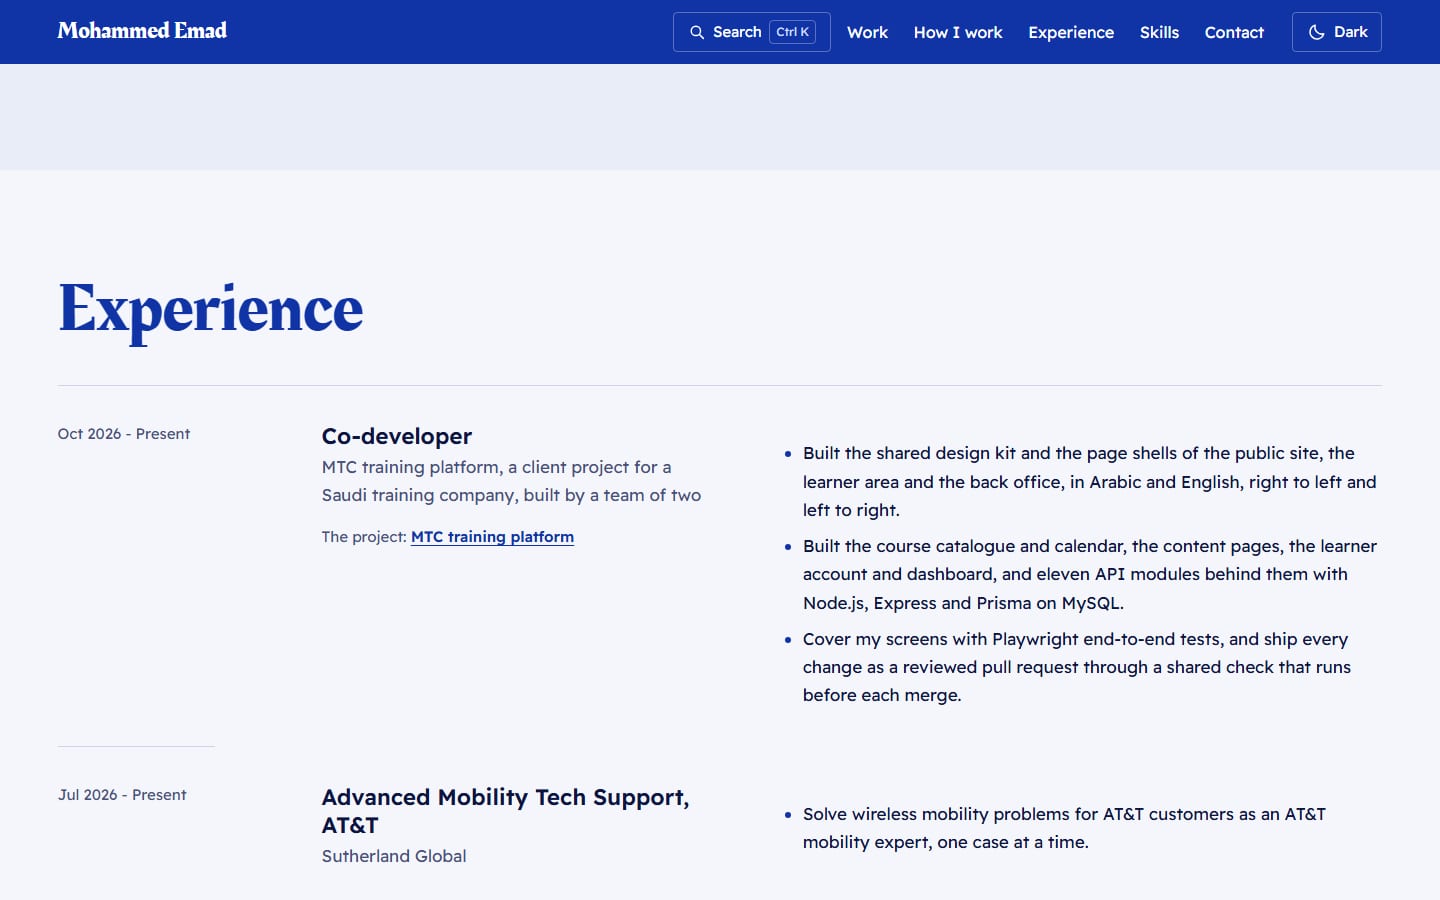 Mohammed Emad
Search Ctrl K Work How I work Experience Skills Contact Dark
Experience
Oct 2026 - Present
Co-developer
MTC training platform, a client project for a
Saudi training company, built by a team of two
The project: MTC training platform
Built the shared design kit and the page shells of the public site, the
learner area and the back office, in Arabic and English, right to left and
left to right.
Built the course catalogue and calendar, the content pages, the learner
account and dashboard, and eleven API modules behind them with
Node.js, Express and Prisma on MySQL.
Cover my screens with Playwright end-to-end tests, and ship every
change as a reviewed pull request through a shared check that runs
before each merge.
Jul 2026 - Present
Advanced Mobility Tech Support,
AT&T
Sutherland Global
Solve wireless mobility problems for AT&T customers as an AT&T
mobility expert, one case at a time.